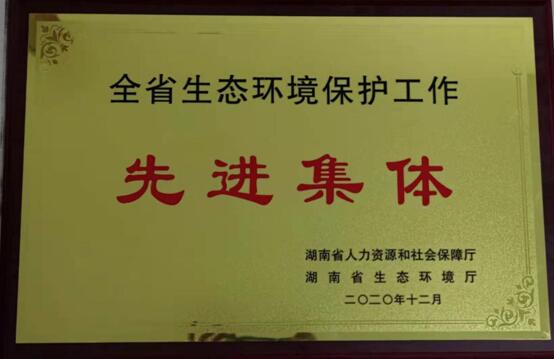 全省生态环境保护工作
先进集体
湖南省人力资源和社会保障厅
湖南省生态环境厅
二〇二〇年十二月